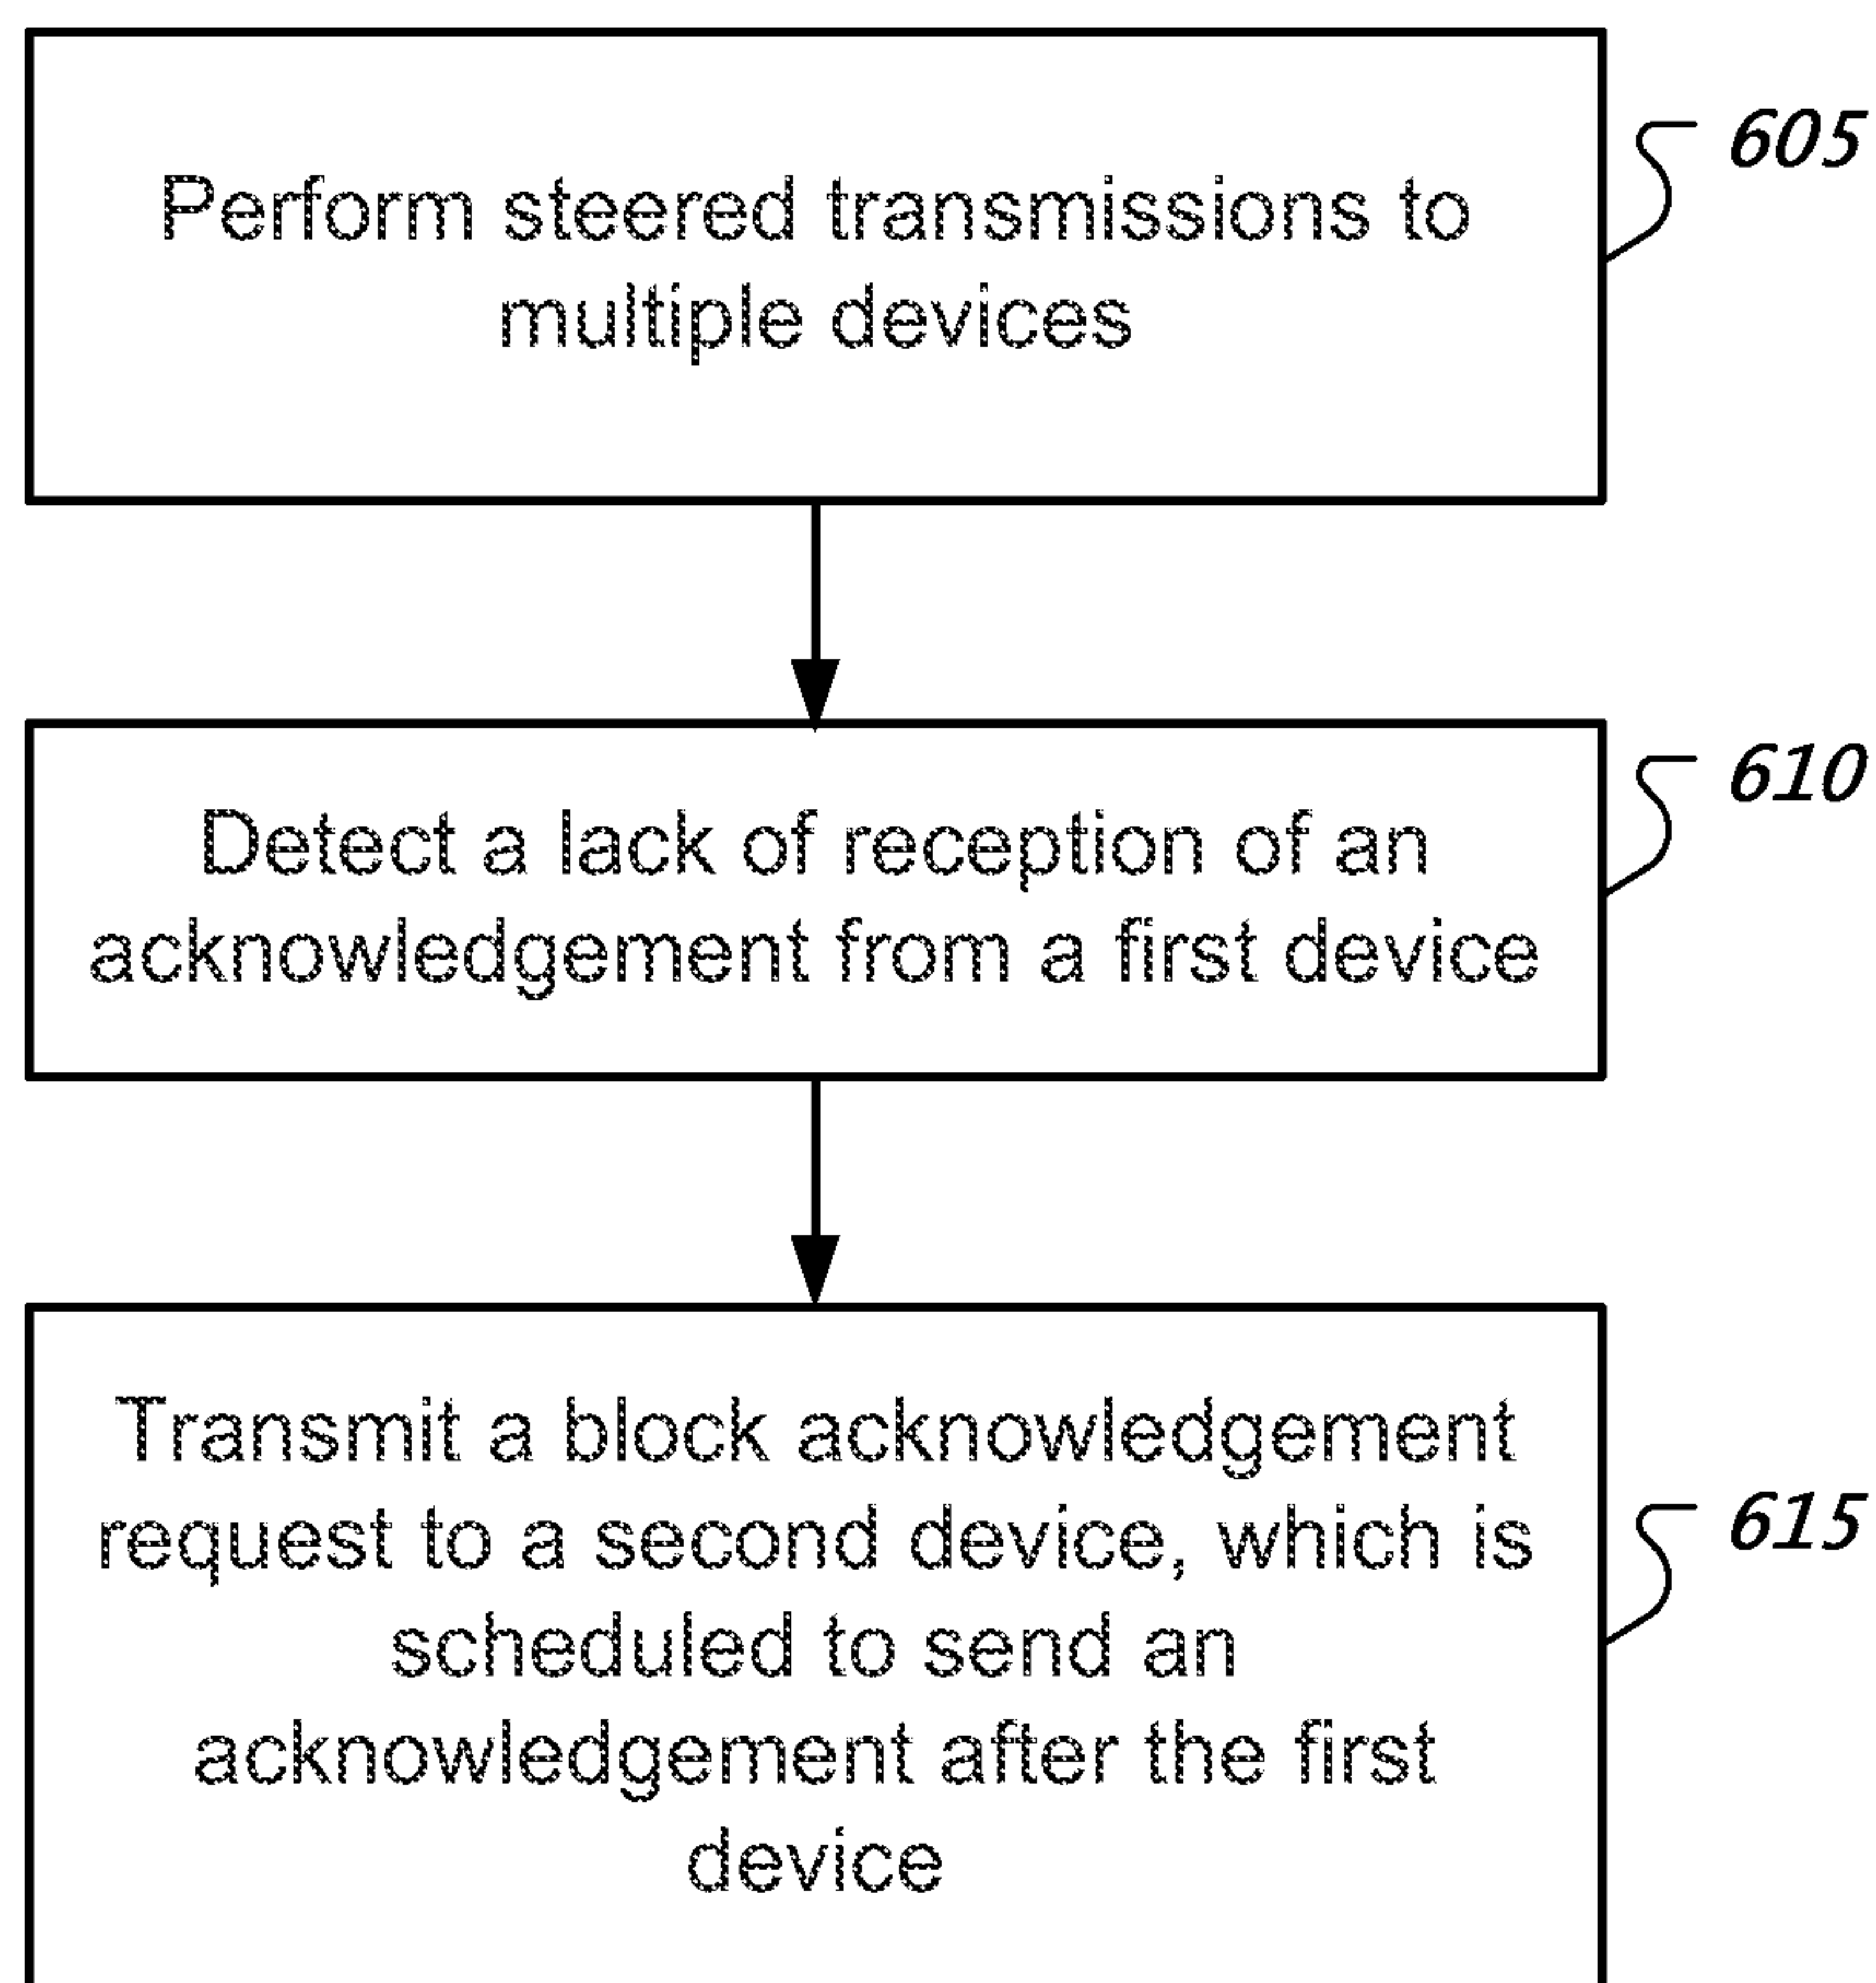 Perform steered transmissions to
multiple devices
605
Detect a lack of reception of an
acknowledgement from a first device
610
Transmit a block acknowledgement
request to a second device, which is
scheduled to send an
acknowledgement after the first
device
615